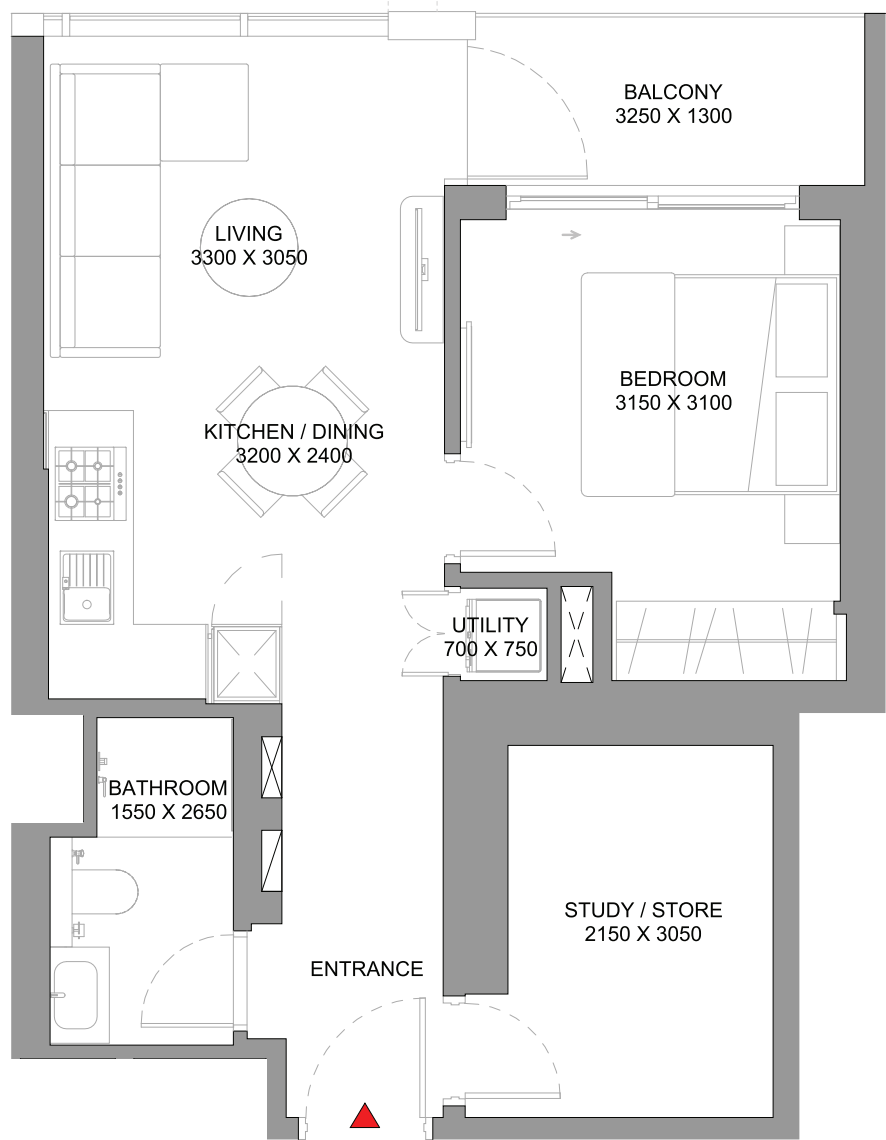 BALCONY
3250 X 1300
LIVING
3300 X 3050
BEDROOM
3150 X 3100
KITCHEN / DINING
3200 X 2400
UTILITY
700 X 750
BATHROOM
1550 X 2650
STUDY / STORE
2150 X 3050
ENTRANCE